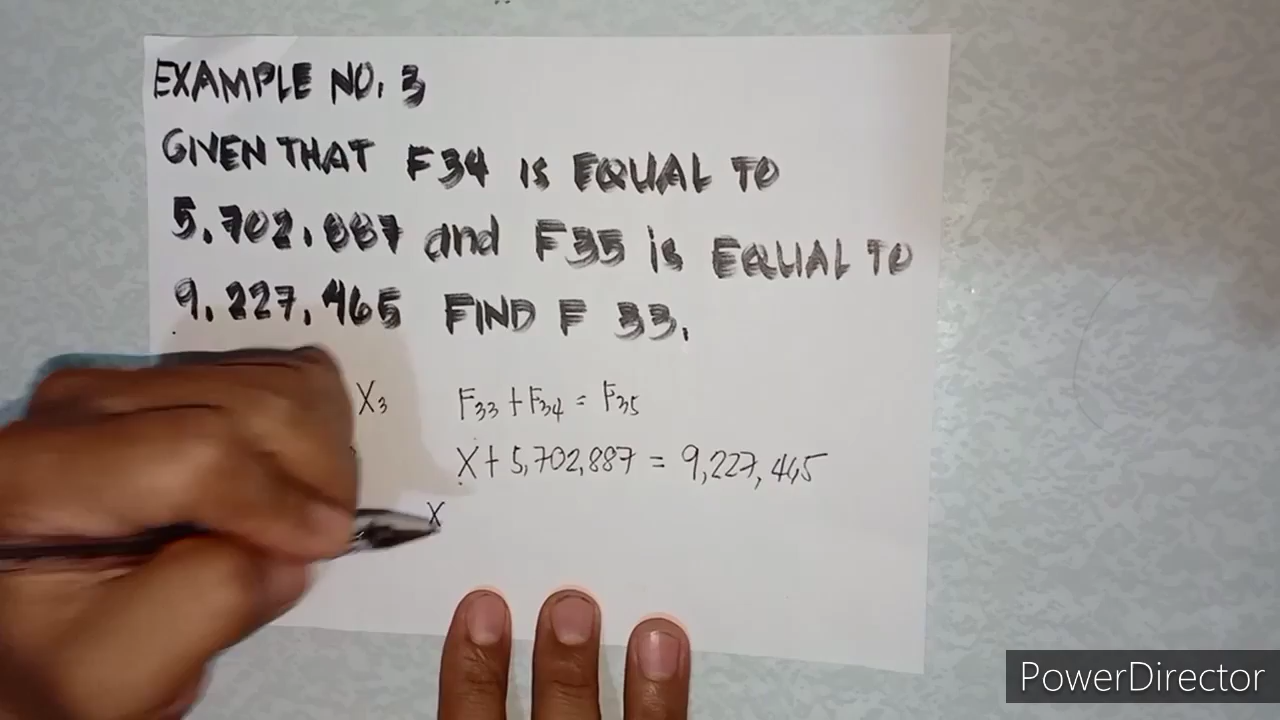 EXAMPLE NO. 3
GIVEN THAT F34 IS EQUAL TO
5,702,887 and F35 is EQUAL TO
9,227,465 FIND F 33.
X3 F33 + F34 = F35
X + 5,702,887 = 9,227,465
X
PowerDirector